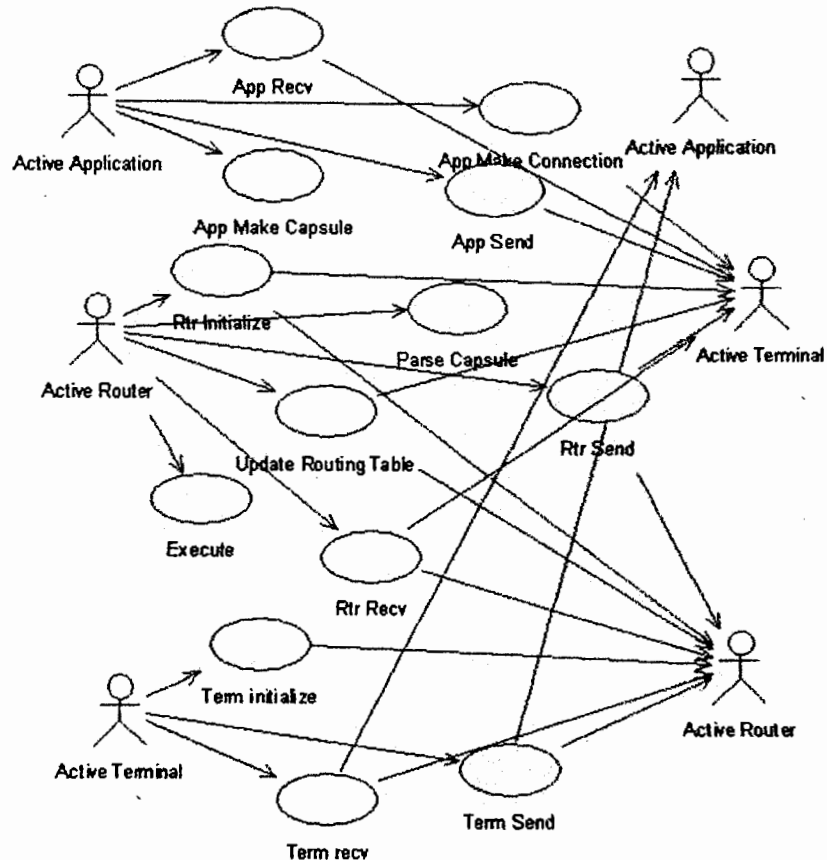 App Recv
Active Application
App Make Connection
Active Application
App Make Capsule
App Send
Rtr Initialize
Parse Capsule
Active Terminal
Active Router
Update Routing Table
Rtr Send
Execute
Rtr Recv
Term initialize
Active Router
Active Terminal
Term Send
Term recv